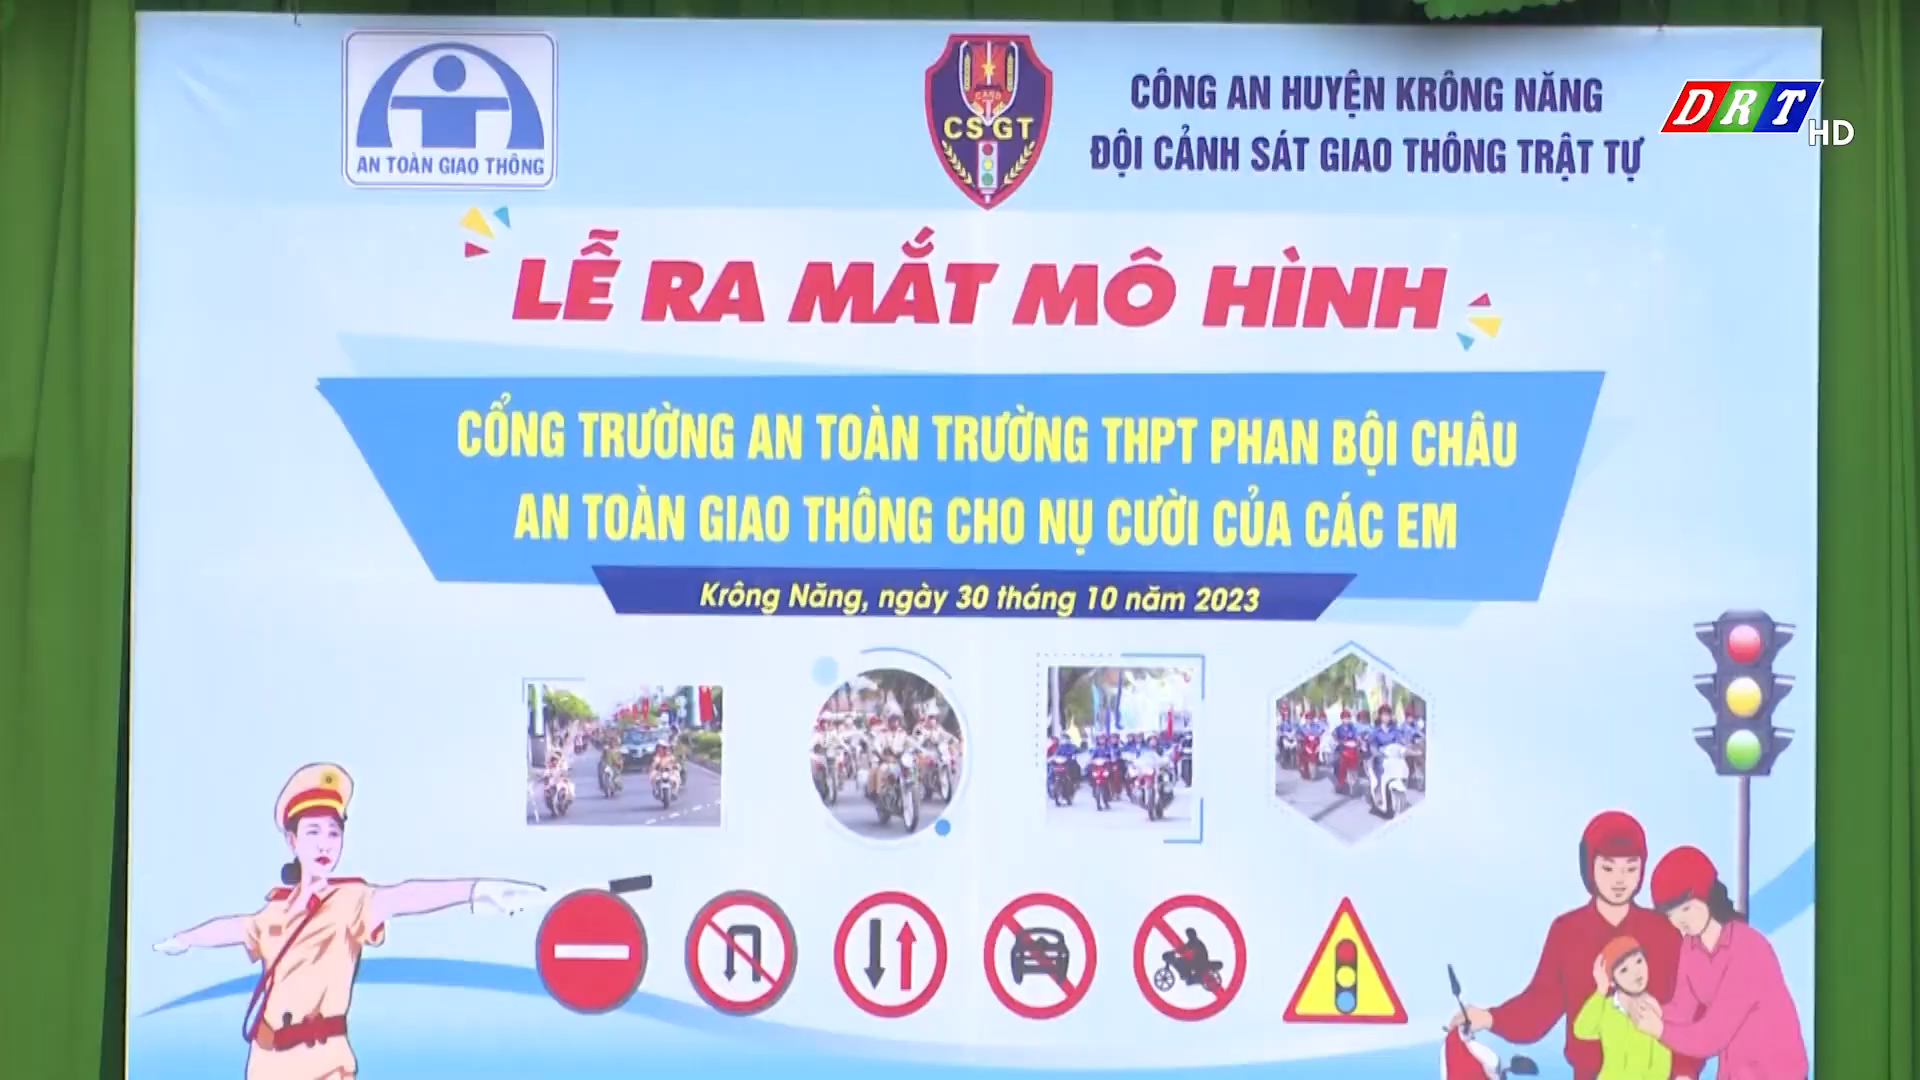 AN TOÀN GIAO THÔNG
CAND
CSGT
CÔNG AN HUYỆN KRÔNG NĂNG
ĐỘI CẢNH SÁT GIAO THÔNG TRẬT TỰ
DRT HD
LỄ RA MẮT MÔ HÌNH
CỔNG TRƯỜNG AN TOÀN TRƯỜNG THPT PHAN BỘI CHÂU
AN TOÀN GIAO THÔNG CHO NỤ CƯỜI CỦA CÁC EM
Krông Năng, ngày 30 tháng 10 năm 2023